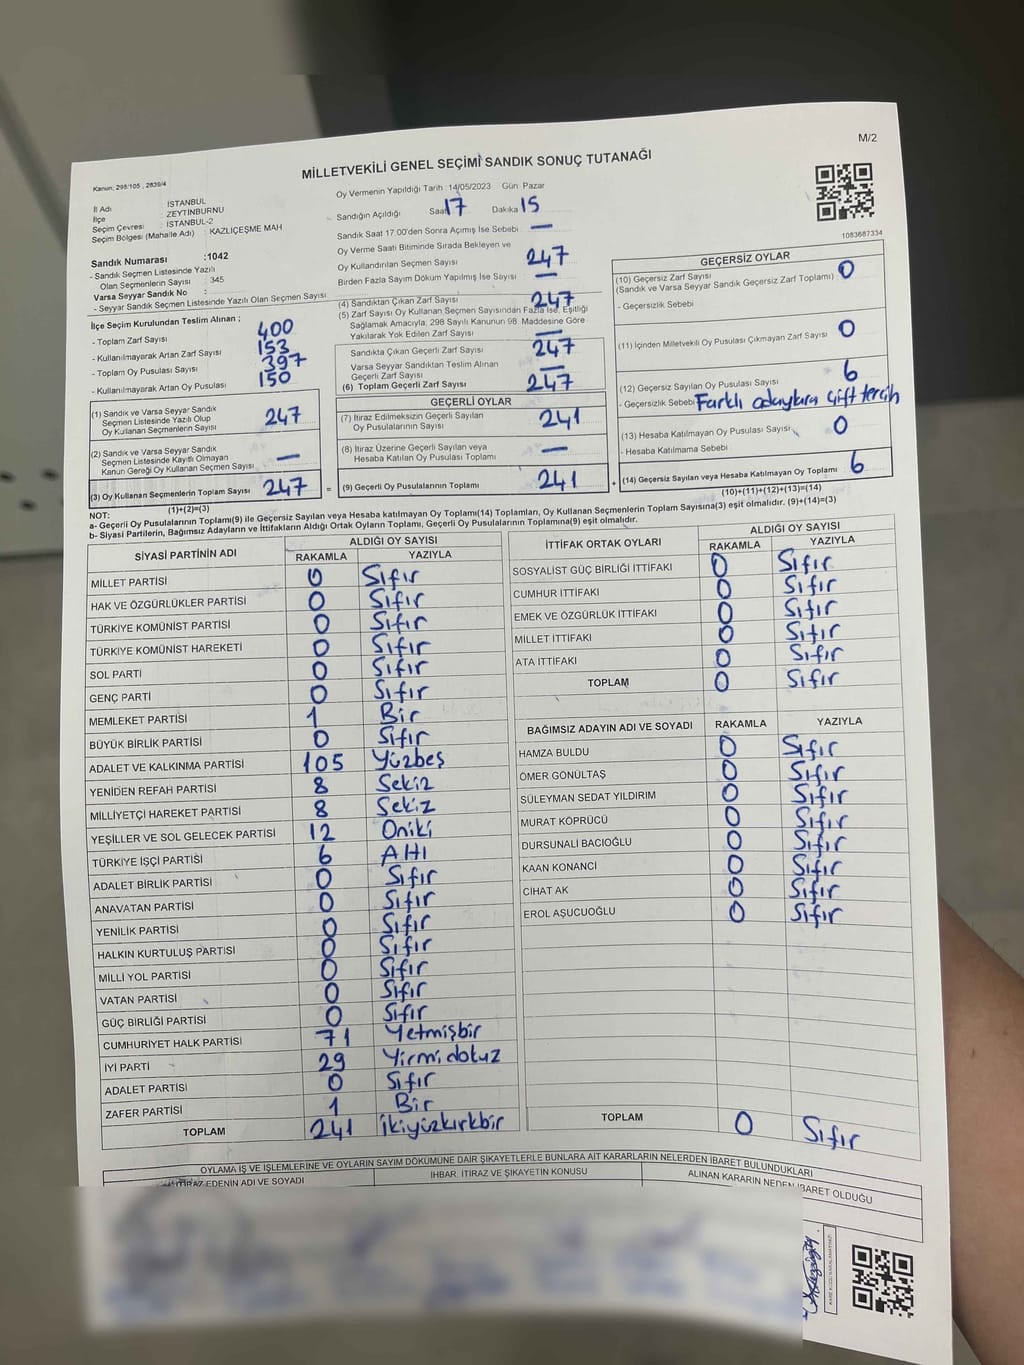 M/2
MİLLETVEKİLİ GENEL SEÇİMİ SANDIK SONUÇ TUTANAĞI
Kanun: 298/105 , 2839/4
İl Adı : İSTANBUL
İlçe : ZEYTİNBURNU
Seçim Çevresi : İSTANBUL-2
Seçim Bölgesi (Mahalle Adı) : KAZLIÇEŞME MAH
Sandık Numarası :1042
- Sandık Seçmen Listesinde Yazılı
Olan Seçmenlerin Sayısı : 345
Varsa Seyyar Sandık No :
- Seyyar Sandık Seçmen Listesinde Yazılı Olan Seçmen Sayısı :
İlçe Seçim Kurulundan Teslim Alınan ;
- Toplam Zarf Sayısı 400
- Kullanılmayarak Artan Zarf Sayısı 153
- Toplam Oy Pusulası Sayısı 397
- Kullanılmayarak Artan Oy Pusulası 150
(1) Sandık ve Varsa Seyyar Sandık
Seçmen Listesinde Yazılı Olup
Oy Kullanan Seçmenlerin Sayısı 247
(2) Sandık ve Varsa Seyyar Sandık
Seçmen Listesinde Kayıtlı Olmayan
Kanun Gereği Oy Kullanan Seçmen Sayısı —
(3) Oy Kullanan Seçmenlerin Toplam Sayısı 247
(1)+(2)=(3)
Oy Vermenin Yapıldığı Tarih : 14/05/2023 Gün: Pazar
Sandığın Açıldığı Saat 17 Dakika 15
Sandık Saat 17:00'den Sonra Açılmış İse Sebebi —
Oy Verme Saati Bitiminde Sırada Bekleyen ve
Oy Kullandırılan Seçmen Sayısı 247
Birden Fazla Sayım Döküm Yapılmış İse Sayısı —
(4) Sandıktan Çıkan Zarf Sayısı 247
(5) Zarf Sayısı Oy Kullanan Seçmen Sayısından Fazla İse, Eşitliği
Sağlamak Amacıyla, 298 Sayılı Kanunun 98. Maddesine Göre
Yakılarak Yok Edilen Zarf Sayısı —
Sandıkta Çıkan Geçerli Zarf Sayısı 247
Varsa Seyyar Sandıktan Teslim Alınan
Geçerli Zarf Sayısı —
(6) Toplam Geçerli Zarf Sayısı 247
GEÇERLİ OYLAR
(7) İtiraz Edilmeksizin Geçerli Sayılan
Oy Pusulalarının Sayısı 241
(8) İtiraz Üzerine Geçerli Sayılan veya
Hesaba Katılan Oy Pusulası Toplamı —
= (9) Geçerli Oy Pusulalarının Toplamı 241
1083687334
GEÇERSİZ OYLAR
(10) Geçersiz Zarf Sayısı 0
(Sandık ve Varsa Seyyar Sandık Geçersiz Zarf Toplamı)
- Geçersizlik Sebebi
(11) İçinden Milletvekili Oy Pusulası Çıkmayan Zarf Sayısı 0
(12) Geçersiz Sayılan Oy Pusulası Sayısı 6
- Geçersizlik Sebebi Farklı adaylara çift tercih
(13) Hesaba Katılmayan Oy Pusulası Sayısı 0
- Hesaba Katılmama Sebebi
+ (14) Geçersiz Sayılan veya Hesaba Katılmayan Oy Toplamı 6
(10)+(11)+(12)+(13)=(14)
NOT:
a- Geçerli Oy Pusulalarının Toplamı(9) ile Geçersiz Sayılan veya Hesaba katılmayan Oy Toplamı(14) Toplamları, Oy Kullanan Seçmenlerin Toplam Sayısına(3) eşit olmalıdır. (9)+(14)=(3)
b- Siyasi Partilerin, Bağımsız Adayların ve İttifakların Aldığı Ortak Oyların Toplamı, Geçerli Oy Pusulalarının Toplamına(9) eşit olmalıdır.
SİYASİ PARTİNİN ADI ALDIĞI OY SAYISI
RAKAMLA YAZIYLA
MİLLET PARTİSİ 0 Sıfır
HAK VE ÖZGÜRLÜKLER PARTİSİ 0 Sıfır
TÜRKİYE KOMÜNİST PARTİSİ 0 Sıfır
TÜRKİYE KOMÜNİST HAREKETİ 0 Sıfır
SOL PARTİ 0 Sıfır
GENÇ PARTİ 0 Sıfır
MEMLEKET PARTİSİ 1 Bir
BÜYÜK BİRLİK PARTİSİ 0 Sıfır
ADALET VE KALKINMA PARTİSİ 105 Yüzbeş
YENİDEN REFAH PARTİSİ 8 Sekiz
MİLLİYETÇİ HAREKET PARTİSİ 8 Sekiz
YEŞİLLER VE SOL GELECEK PARTİSİ 12 Oniki
TÜRKİYE İŞÇİ PARTİSİ 6 Altı
ADALET BİRLİK PARTİSİ 0 Sıfır
ANAVATAN PARTİSİ 0 Sıfır
YENİLİK PARTİSİ 0 Sıfır
HALKIN KURTULUŞ PARTİSİ 0 Sıfır
MİLLİ YOL PARTİSİ 0 Sıfır
VATAN PARTİSİ 0 Sıfır
GÜÇ BİRLİĞİ PARTİSİ 0 Sıfır
CUMHURİYET HALK PARTİSİ 71 Yetmişbir
İYİ PARTİ 29 Yirmidokuz
ADALET PARTİSİ 0 Sıfır
ZAFER PARTİSİ 1 Bir
TOPLAM 241 ikiyüzkırkbir
İTTİFAK ORTAK OYLARI ALDIĞI OY SAYISI
RAKAMLA YAZIYLA
SOSYALİST GÜÇ BİRLİĞİ İTTİFAKI 0 Sıfır
CUMHUR İTTİFAKI 0 Sıfır
EMEK VE ÖZGÜRLÜK İTTİFAKI 0 Sıfır
MİLLET İTTİFAKI 0 Sıfır
ATA İTTİFAKI 0 Sıfır
TOPLAM 0 Sıfır
BAĞIMSIZ ADAYIN ADI VE SOYADI RAKAMLA YAZIYLA
HAMZA BULDU 0 Sıfır
ÖMER GÖNÜLTAŞ 0 Sıfır
SÜLEYMAN SEDAT YILDIRIM 0 Sıfır
MURAT KÖPRÜCÜ 0 Sıfır
DURSUNALİ BACIOĞLU 0 Sıfır
KAAN KONANCİ 0 Sıfır
CİHAT AK 0 Sıfır
EROL AŞUCUOĞLU 0 Sıfır
TOPLAM 0 Sıfır
OYLAMA İŞ VE İŞLEMLERİNE VE OYLARIN SAYIM DÖKÜMÜNE DAİR ŞİKAYETLERLE BUNLARA AİT KARARLARIN NELERDEN İBARET BULUNDUKLARI
İTİRAZ EDENİN ADI VE SOYADI İHBAR, İTİRAZ VE ŞİKAYETİN KONUSU ALINAN KARARIN NEDEN İBARET OLDUĞU